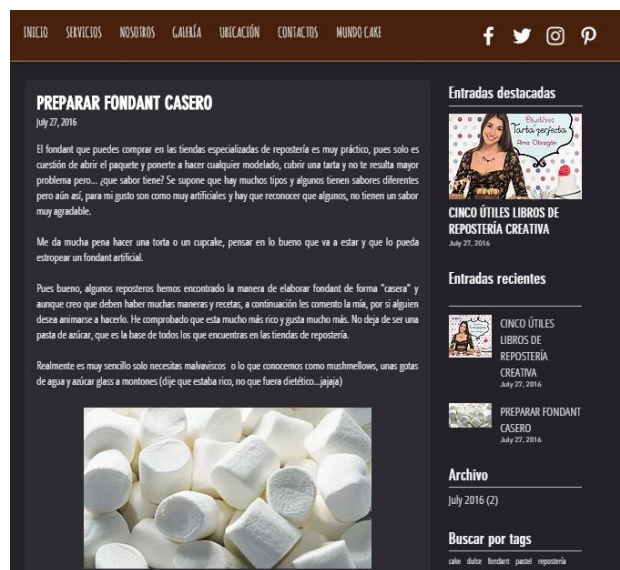 INICIO SERVICIOS NOSOTROS GALERÍA UBICACIÓN CONTACTOS MUNDO CAKE
PREPARAR FONDANT CASERO
July 27, 2016
El fondant que puedes comprar en las tiendas especializadas de repostería es muy práctico, pues solo es
cuestión de abrir el paquete y ponerte a hacer cualquier modelado, cubrir una tarta y no te resulta mayor
problema pero... ¿que sabor tiene? Se supone que hay muchos tipos y algunos tienen sabores diferentes
pero aún así, para mi gusto son como muy artificiales y hay que reconocer que algunos, no tienen un sabor
muy agradable.
Me da mucha pena hacer una torta o un cupcake, pensar en lo bueno que va a estar y que lo pueda
estropear un fondant artificial.
Pues bueno, algunos reposteros hemos encontrado la manera de elaborar fondant de forma "casera" y
aunque creo que deben haber muchas maneras y recetas, a continuación les comento la mía, por si alguien
desea animarse a hacerlo. He comprobado que esta mucho más rico y gusta mucho más. No deja de ser una
pasta de azúcar, que es la base de todos los que encuentras en las tiendas de repostería.
Realmente es muy sencillo solo necesitas malvaviscos o lo que conocemos como mushmellows, unas gotas
de agua y azúcar glass a montones (dije que estaba rico, no que fuera dietético...jajaja)
Entradas destacadas
Objetivo:
Tarta perfecta
Alma Obregón
CINCO ÚTILES LIBROS DE
REPOSTERÍA CREATIVA
July 27, 2016
Entradas recientes
CINCO ÚTILES
LIBROS DE
REPOSTERÍA
CREATIVA
July 27, 2016
PREPARAR FONDANT
CASERO
July 27, 2016
Archivo
July 2016 (2)
Buscar por tags
cake dulce fondant pastel repostería